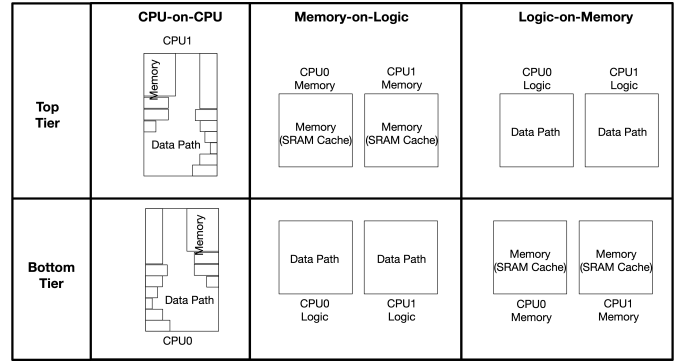 CPU-on-CPU
Memory-on-Logic
Logic-on-Memory
Top
Tier
CPU1
Memory
Data Path
CPU0
Memory
CPU1
Memory
Memory
(SRAM Cache)
Memory
(SRAM Cache)
CPU0
Logic
CPU1
Logic
Data Path
Data Path
Bottom
Tier
Memory
Data Path
CPU0
Data Path
Data Path
CPU0
Logic
CPU1
Logic
Memory
(SRAM Cache)
Memory
(SRAM Cache)
CPU0
Memory
CPU1
Memory